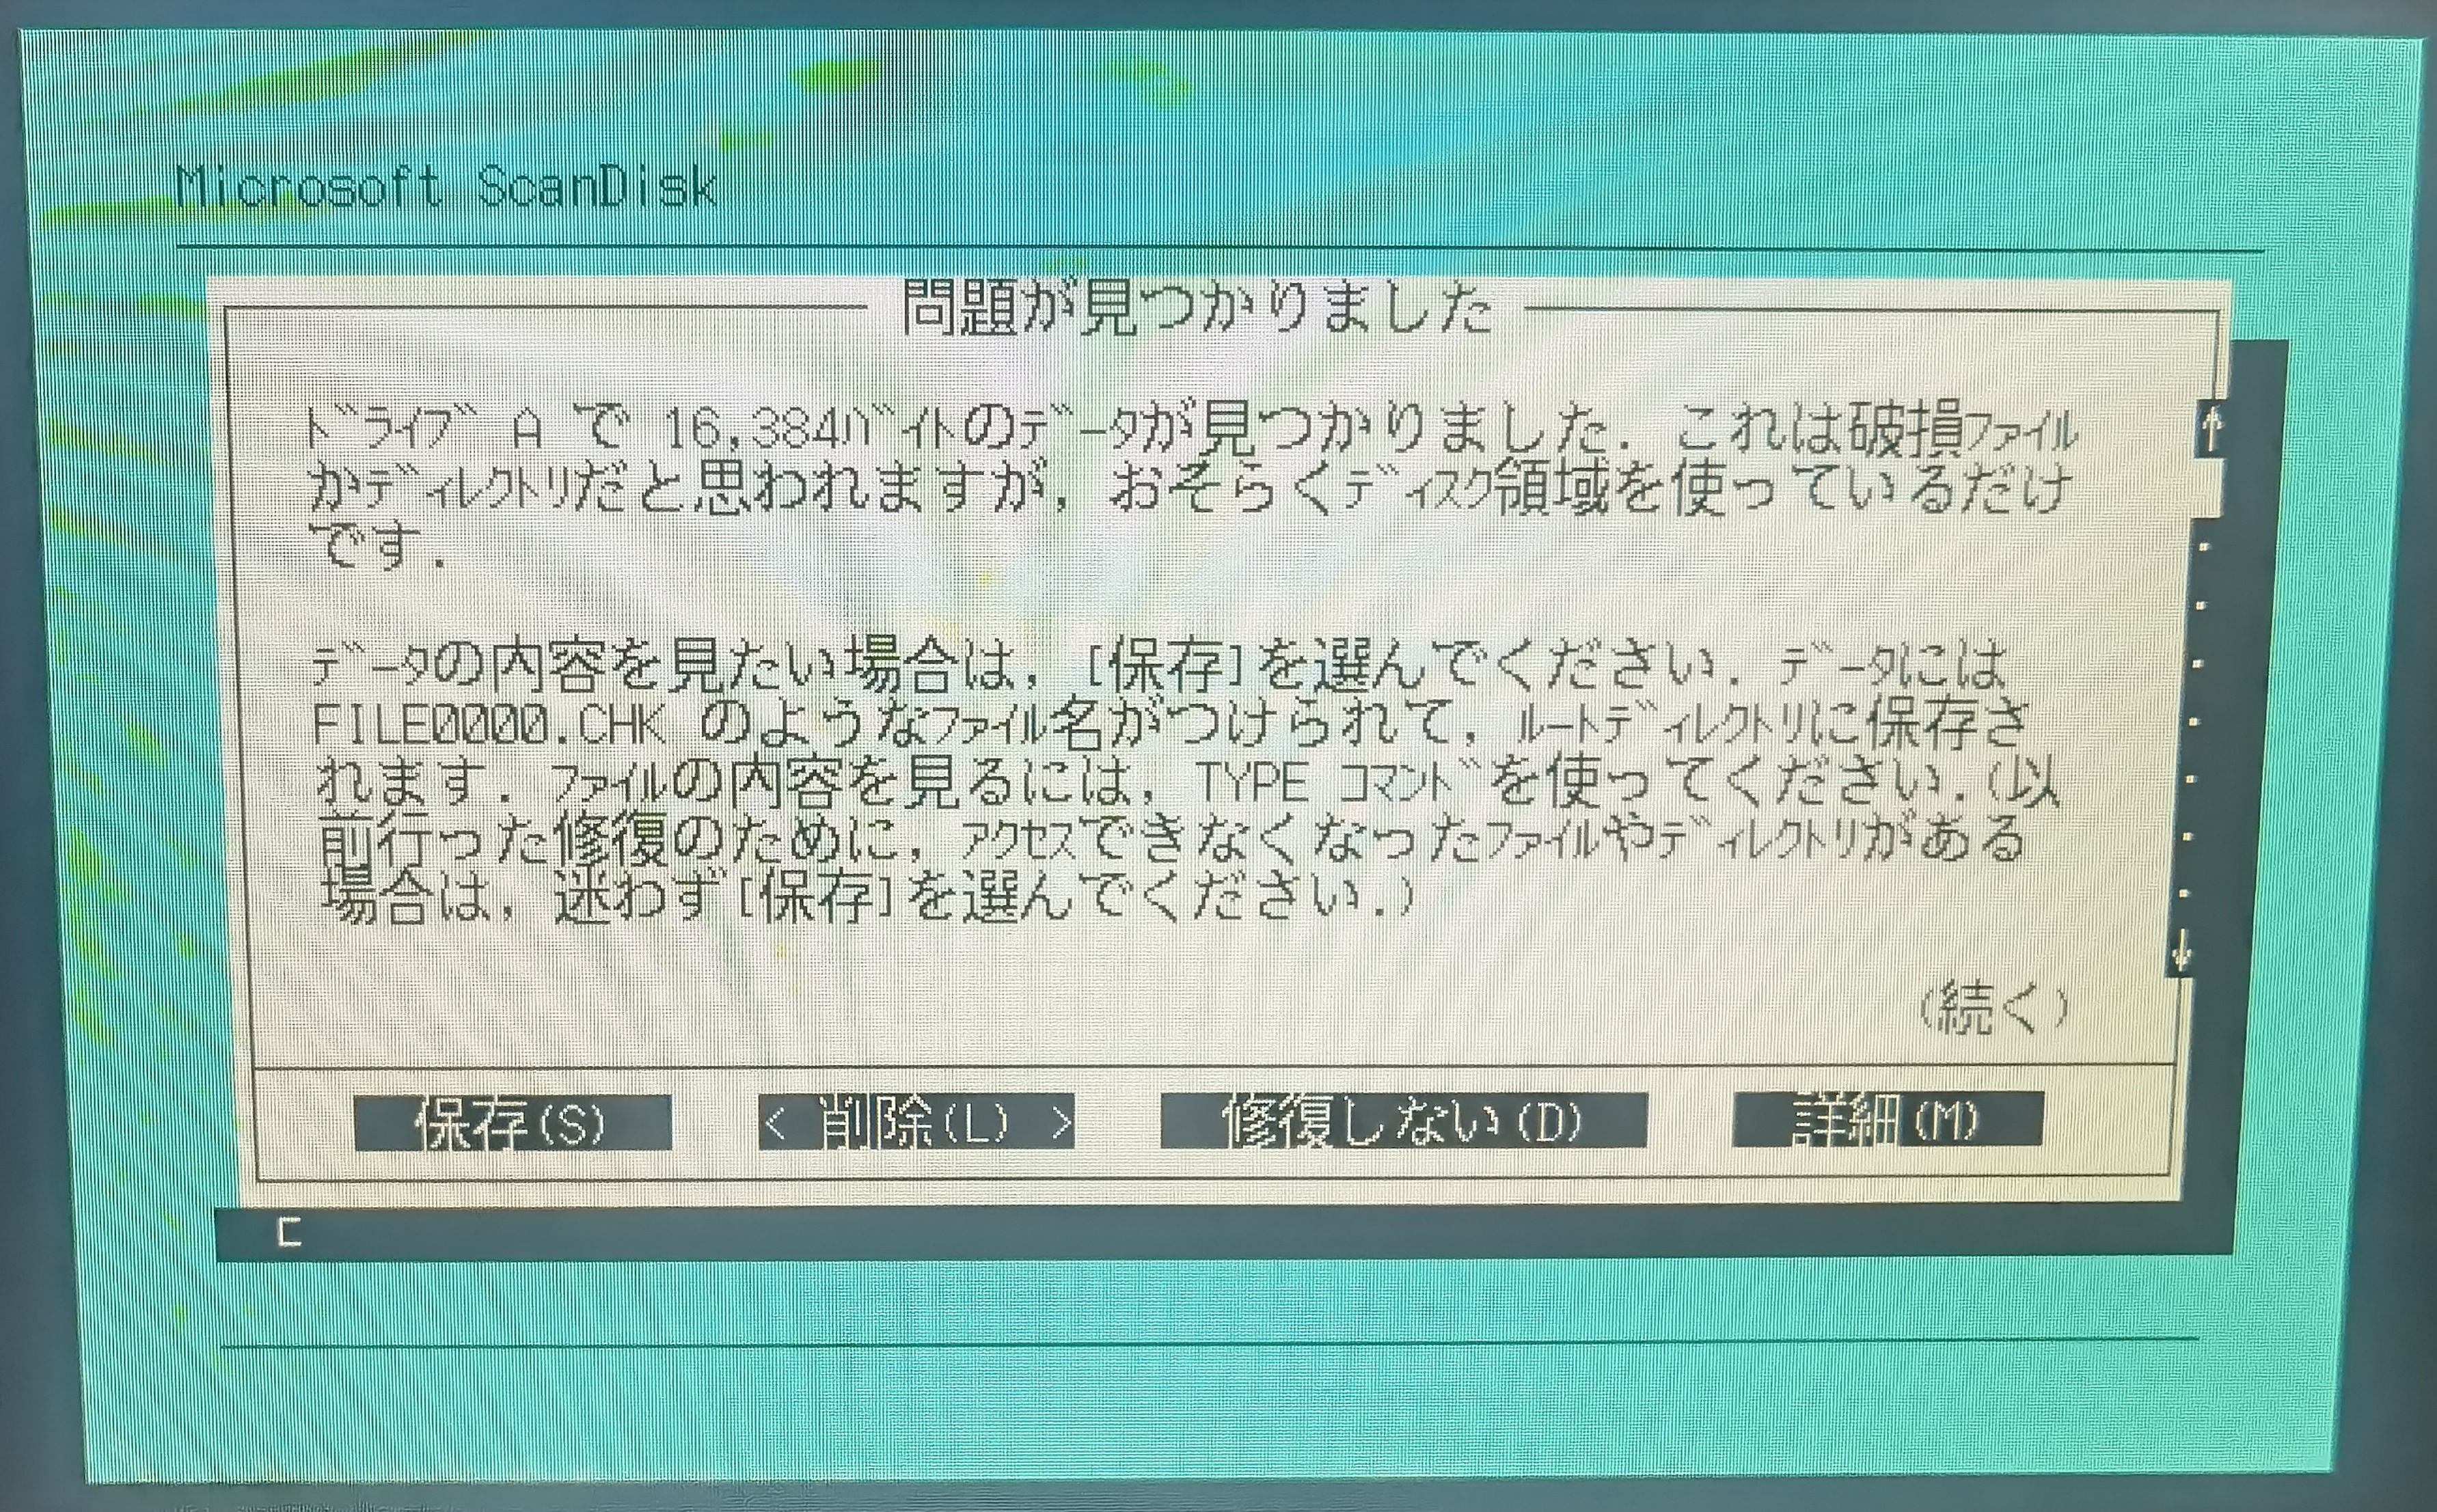 Microsoft ScanDisk
問題が見つかりました
ﾄﾞﾗｲﾌﾞ A で 16,384ﾊﾞｲﾄのﾃﾞｰﾀが見つかりました. これは破損ﾌｧｲﾙ
かﾃﾞｨﾚｸﾄﾘだと思われますが, おそらくﾃﾞｨｽｸ領域を使っているだけ
です.
ﾃﾞｰﾀの内容を見たい場合は, [保存]を選んでください. ﾃﾞｰﾀには
FILE0000.CHK のようなﾌｧｲﾙ名がつけられて, ﾙｰﾄﾃﾞｨﾚｸﾄﾘに保存さ
れます. ﾌｧｲﾙの内容を見るには, TYPE ｺﾏﾝﾄﾞを使ってください.(以
前行った修復のために, ｱｸｾｽできなくなったﾌｧｲﾙやﾃﾞｨﾚｸﾄﾘがある
場合は, 迷わず[保存]を選んでください.)
(続く)
保存(S) < 削除(L) > 修復しない(D) 詳細(M)